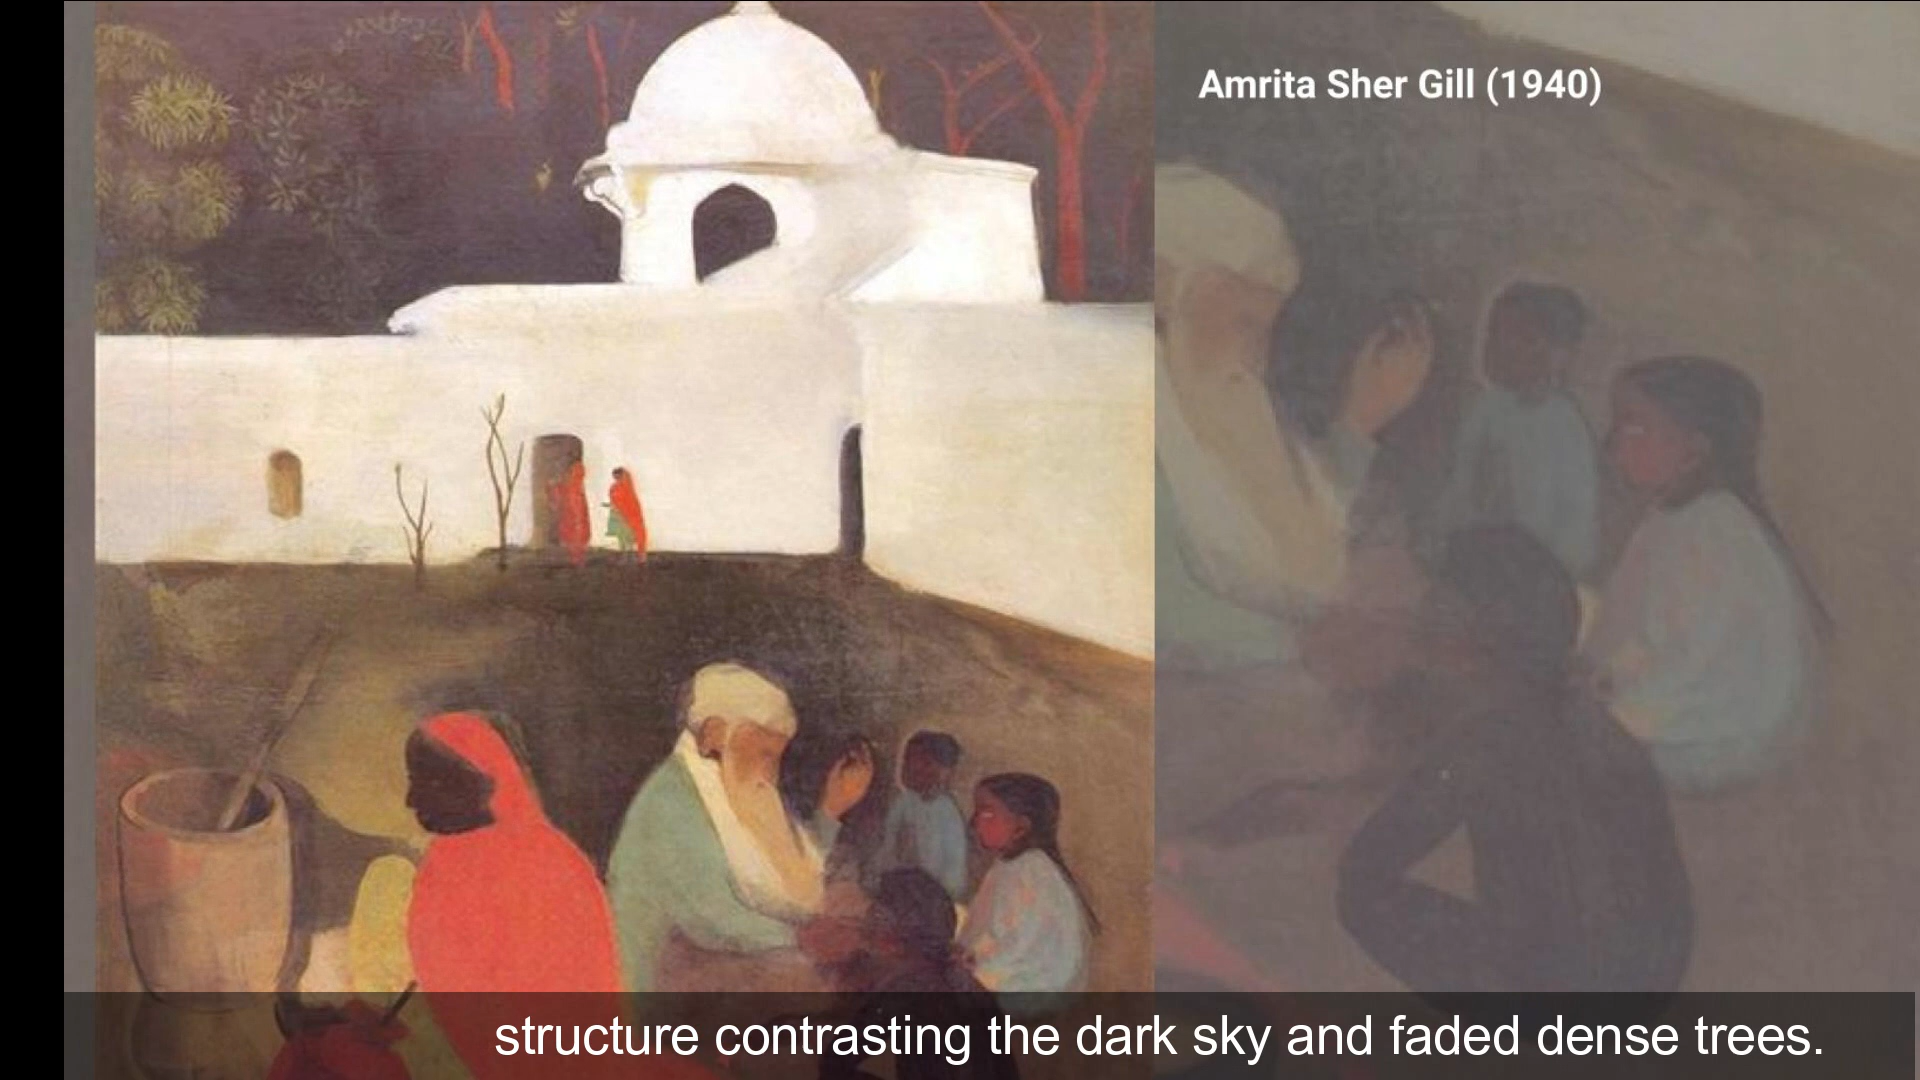 Amrita Sher Gill (1940)
structure contrasting the dark sky and faded dense trees.